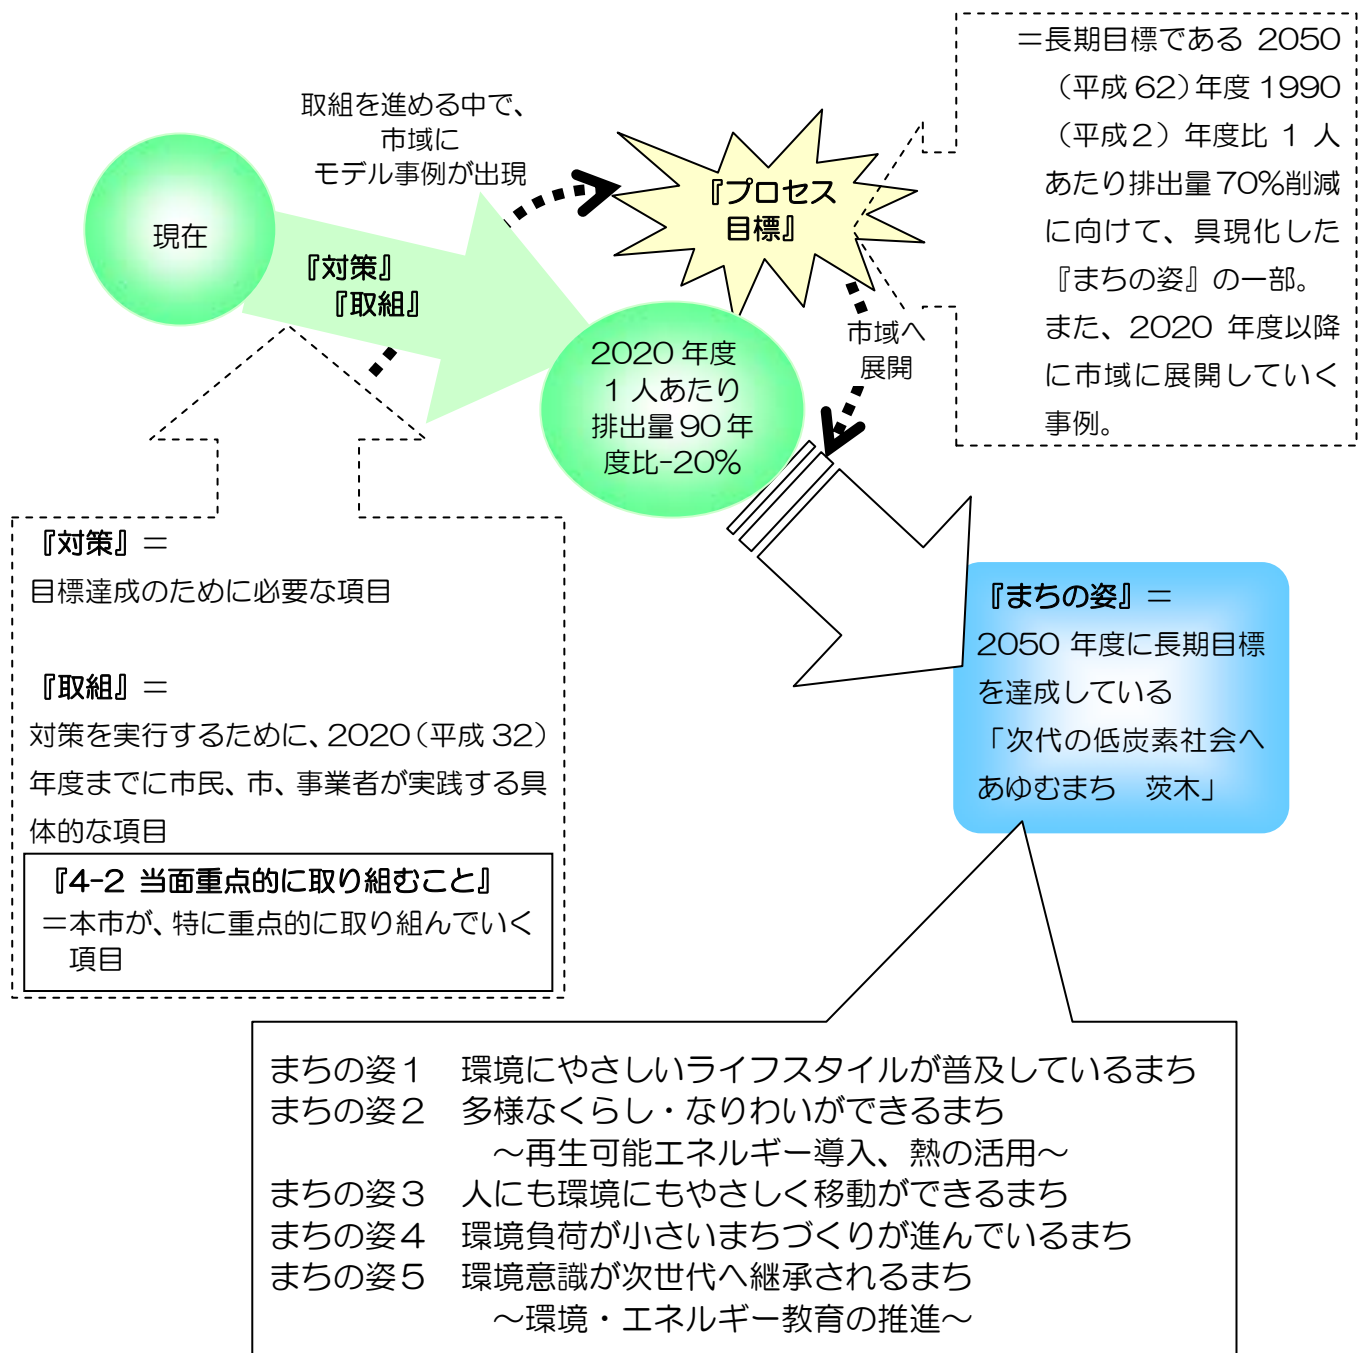 取組を進める中で、
市域に
モデル事例が出現
現在
『対策』
『取組』
『プロセス
目標』
2020 年度
1 人あたり
排出量 90 年
度比-20%
市域へ
展開
＝長期目標である 2050
（平成 62）年度 1990
（平成２）年度比 1 人
あたり排出量 70%削減
に向けて、具現化した
『まちの姿』の一部。
また、2020 年度以降
に市域に展開していく
事例。
『対策』＝
目標達成のために必要な項目
『取組』＝
対策を実行するために、2020（平成 32）
年度までに市民、市、事業者が実践する具
体的な項目
『4-2 当面重点的に取り組むこと』
＝本市が、特に重点的に取り組んでいく
項目
『まちの姿』＝
2050 年度に長期目標
を達成している
「次代の低炭素社会へ
あゆむまち　茨木」
まちの姿１　環境にやさしいライフスタイルが普及しているまち
まちの姿２　多様なくらし・なりわいができるまち
～再生可能エネルギー導入、熱の活用～
まちの姿３　人にも環境にもやさしく移動ができるまち
まちの姿４　環境負荷が小さいまちづくりが進んでいるまち
まちの姿５　環境意識が次世代へ継承されるまち
～環境・エネルギー教育の推進～